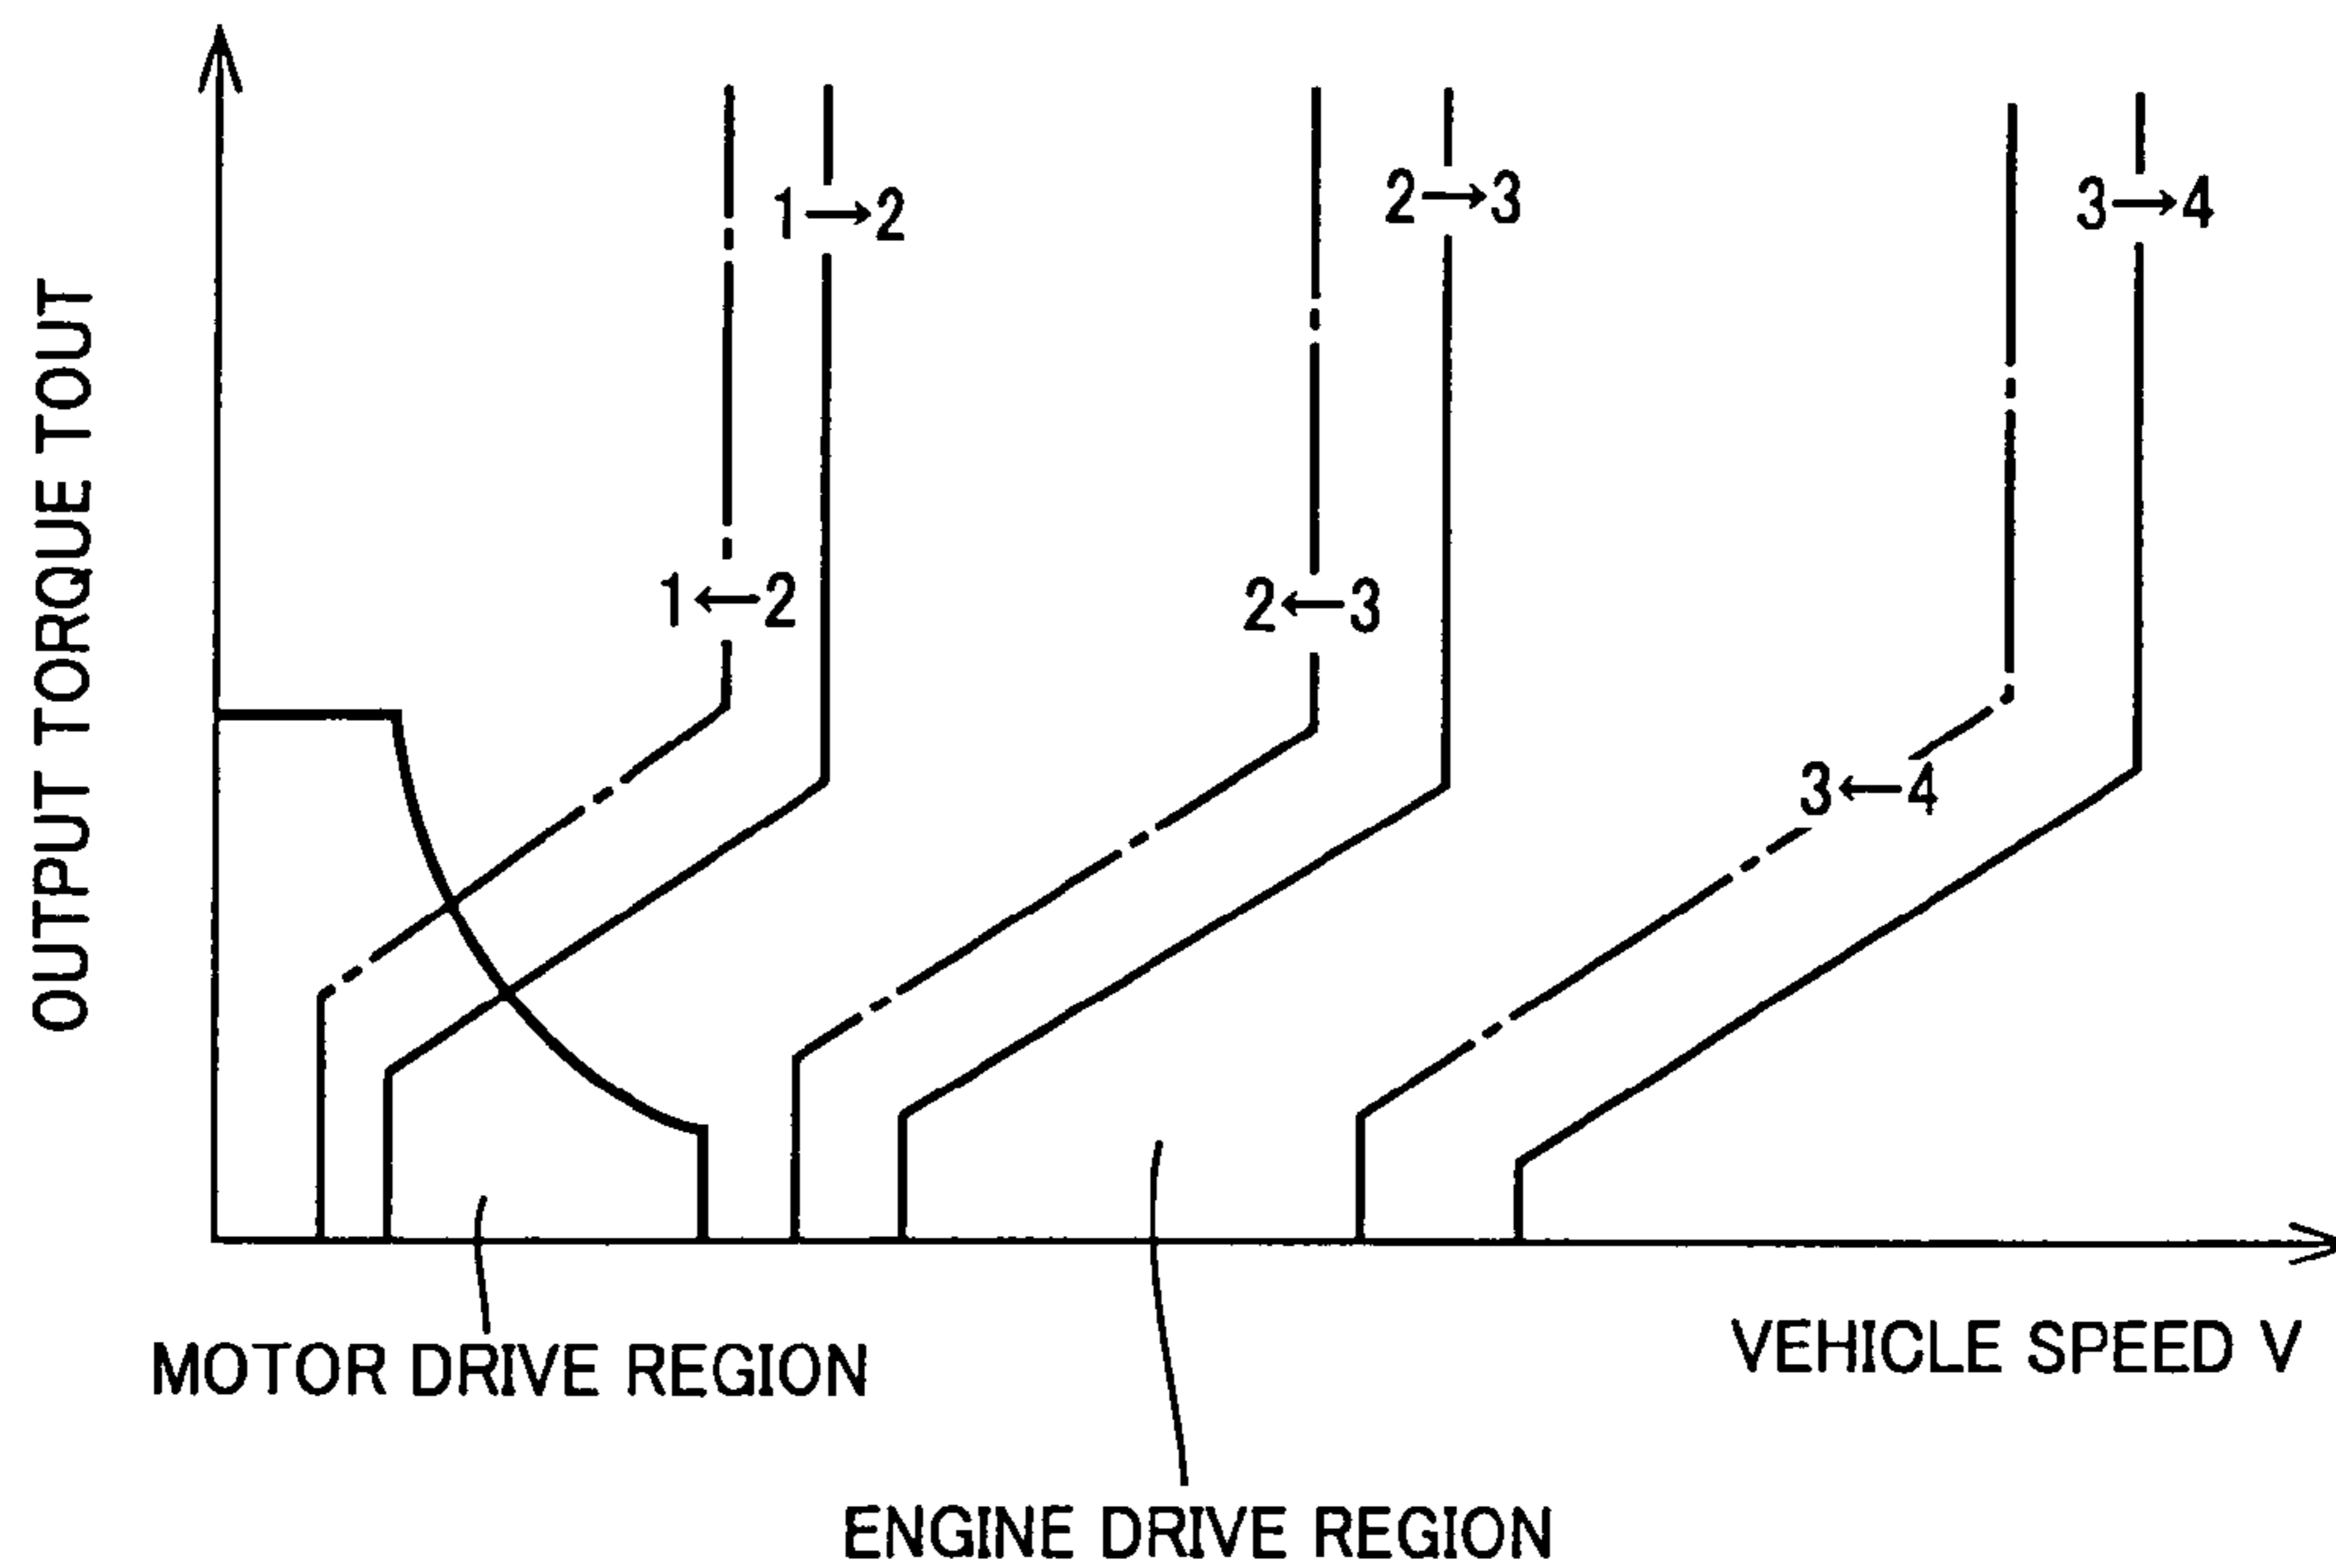 OUTPUT TORQUE TOUT
1→2
2→3
3→4
1←2
2←3
3←4
MOTOR DRIVE REGION
VEHICLE SPEED V
ENGINE DRIVE REGION